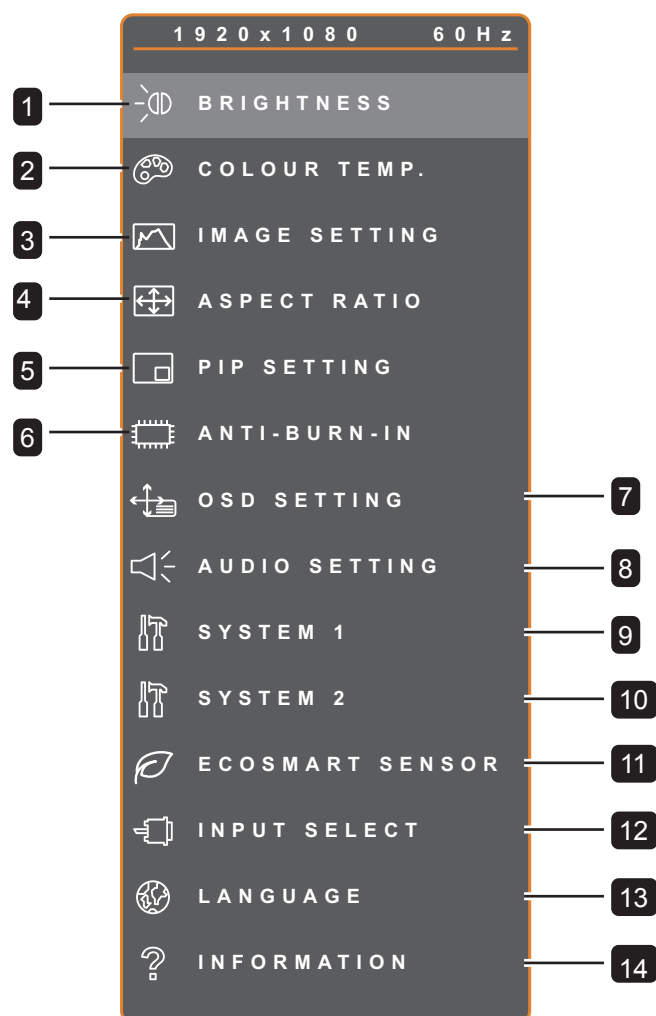 1920x1080 60Hz
1 BRIGHTNESS
2 COLOUR TEMP.
3 IMAGE SETTING
4 ASPECT RATIO
5 PIP SETTING
6 ANTI-BURN-IN
OSD SETTING 7
AUDIO SETTING 8
SYSTEM 1 9
SYSTEM 2 10
ECOSMART SENSOR 11
INPUT SELECT 12
LANGUAGE 13
? INFORMATION 14